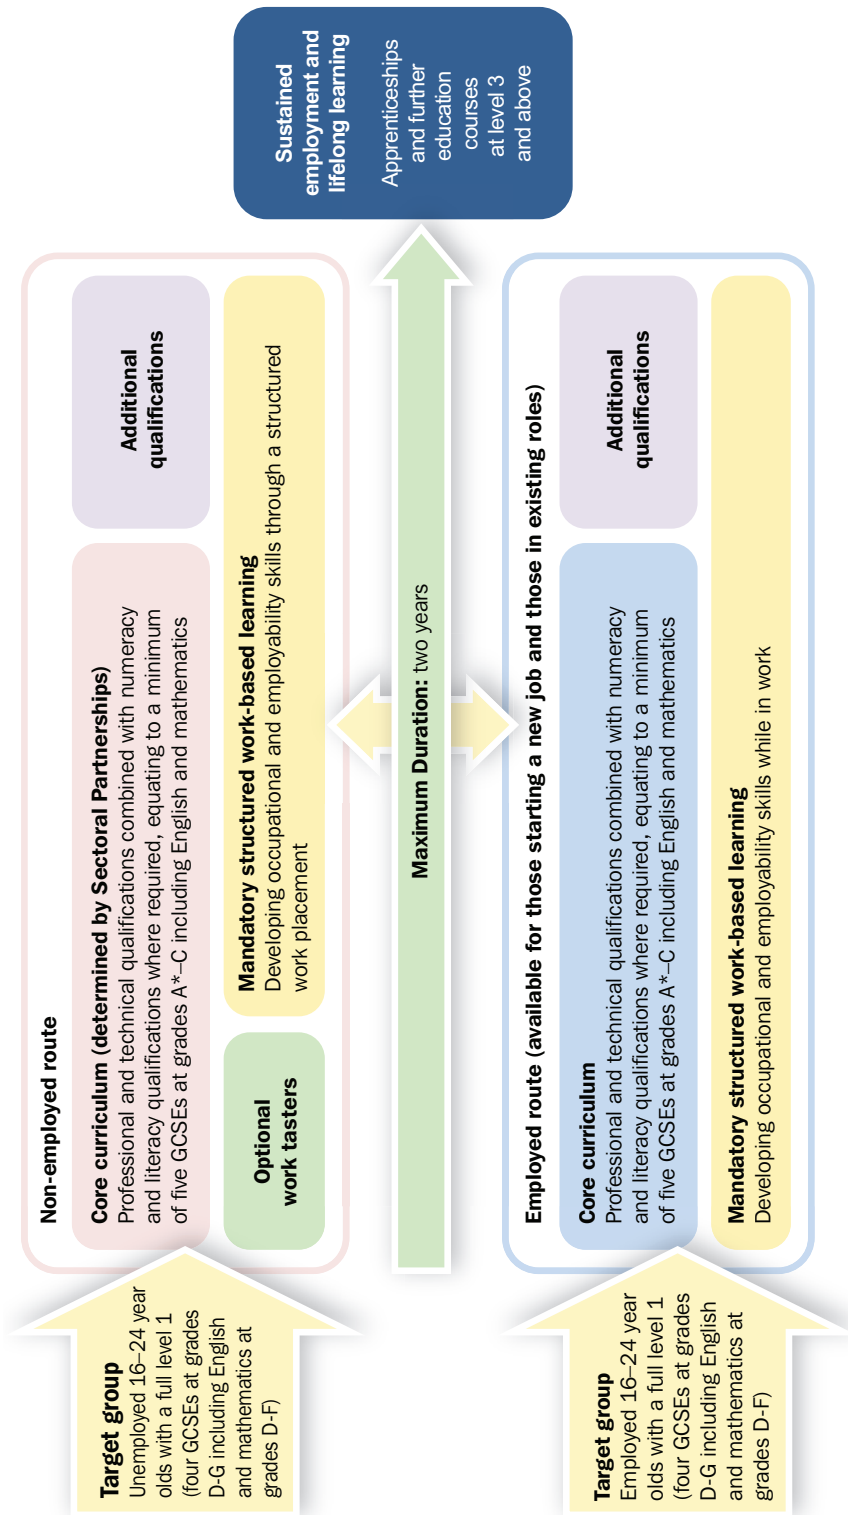 Target group
Unemployed 16–24 year
olds with a full level 1
(four GCSEs at grades
D-G including English
and mathematics at
grades D-F)
Non-employed route
Core curriculum (determined by Sectoral Partnerships)
Professional and technical qualifications combined with numeracy
and literacy qualifications where required, equating to a minimum
of five GCSEs at grades A*–C including English and mathematics
Additional
qualifications
Optional
work tasters
Mandatory structured work-based learning
Developing occupational and employability skills through a structured
work placement
Maximum Duration: two years
Sustained
employment and
lifelong learning
Apprenticeships
and further
education
courses
at level 3
and above
Target group
Employed 16–24 year
olds with a full level 1
(four GCSEs at grades
D-G including English
and mathematics at
grades D-F)
Employed route (available for those starting a new job and those in existing roles)
Core curriculum
Professional and technical qualifications combined with numeracy
and literacy qualifications where required, equating to a minimum
of five GCSEs at grades A*–C including English and mathematics
Additional
qualifications
Mandatory structured work-based learning
Developing occupational and employability skills while in work